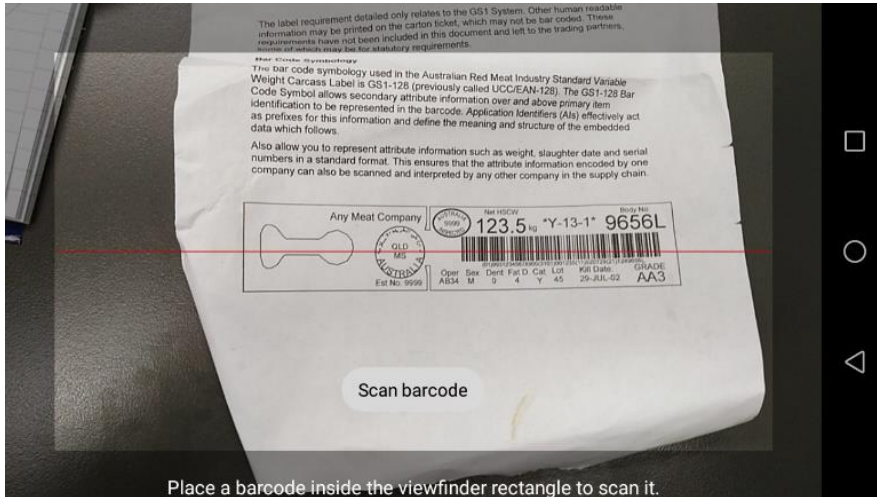 The label requirement detailed only relates to the GS1 System. Other human readable
information may be printed on the carton ticket, which may not be bar coded. These
requirements have not been included in this document and left to the trading partners,
some of which may be for statutory requirements.
Bar Code Symbology
The bar code symbology used in the Australian Red Meat Industry Standard Variable
Weight Carcass Label is GS1-128 (previously called UCC/EAN-128). The GS1-128 Bar
Code Symbol allows secondary attribute information over and above primary item
identification to be represented in the barcode. Application Identifiers (AIs) effectively act
as prefixes for this information and define the meaning and structure of the embedded
data which follows.
Also allow you to represent attribute information such as weight, slaughter date and serial
numbers in a standard format. This ensures that the attribute information encoded by one
company can also be scanned and interpreted by any other company in the supply chain.
Any Meat Company
QLD
MS
AUSTRALIA
Est No. 9999
AUSTRALIA
9999
Net HSCW
Body No
123.5 kg *Y-13-1* 9656L
Oper Sex Dent Fat D. Cat Lot Kill Date: GRADE
AB34 M 0 4 Y 45 29-JUL-02 AA3
Scan barcode
Place a barcode inside the viewfinder rectangle to scan it.